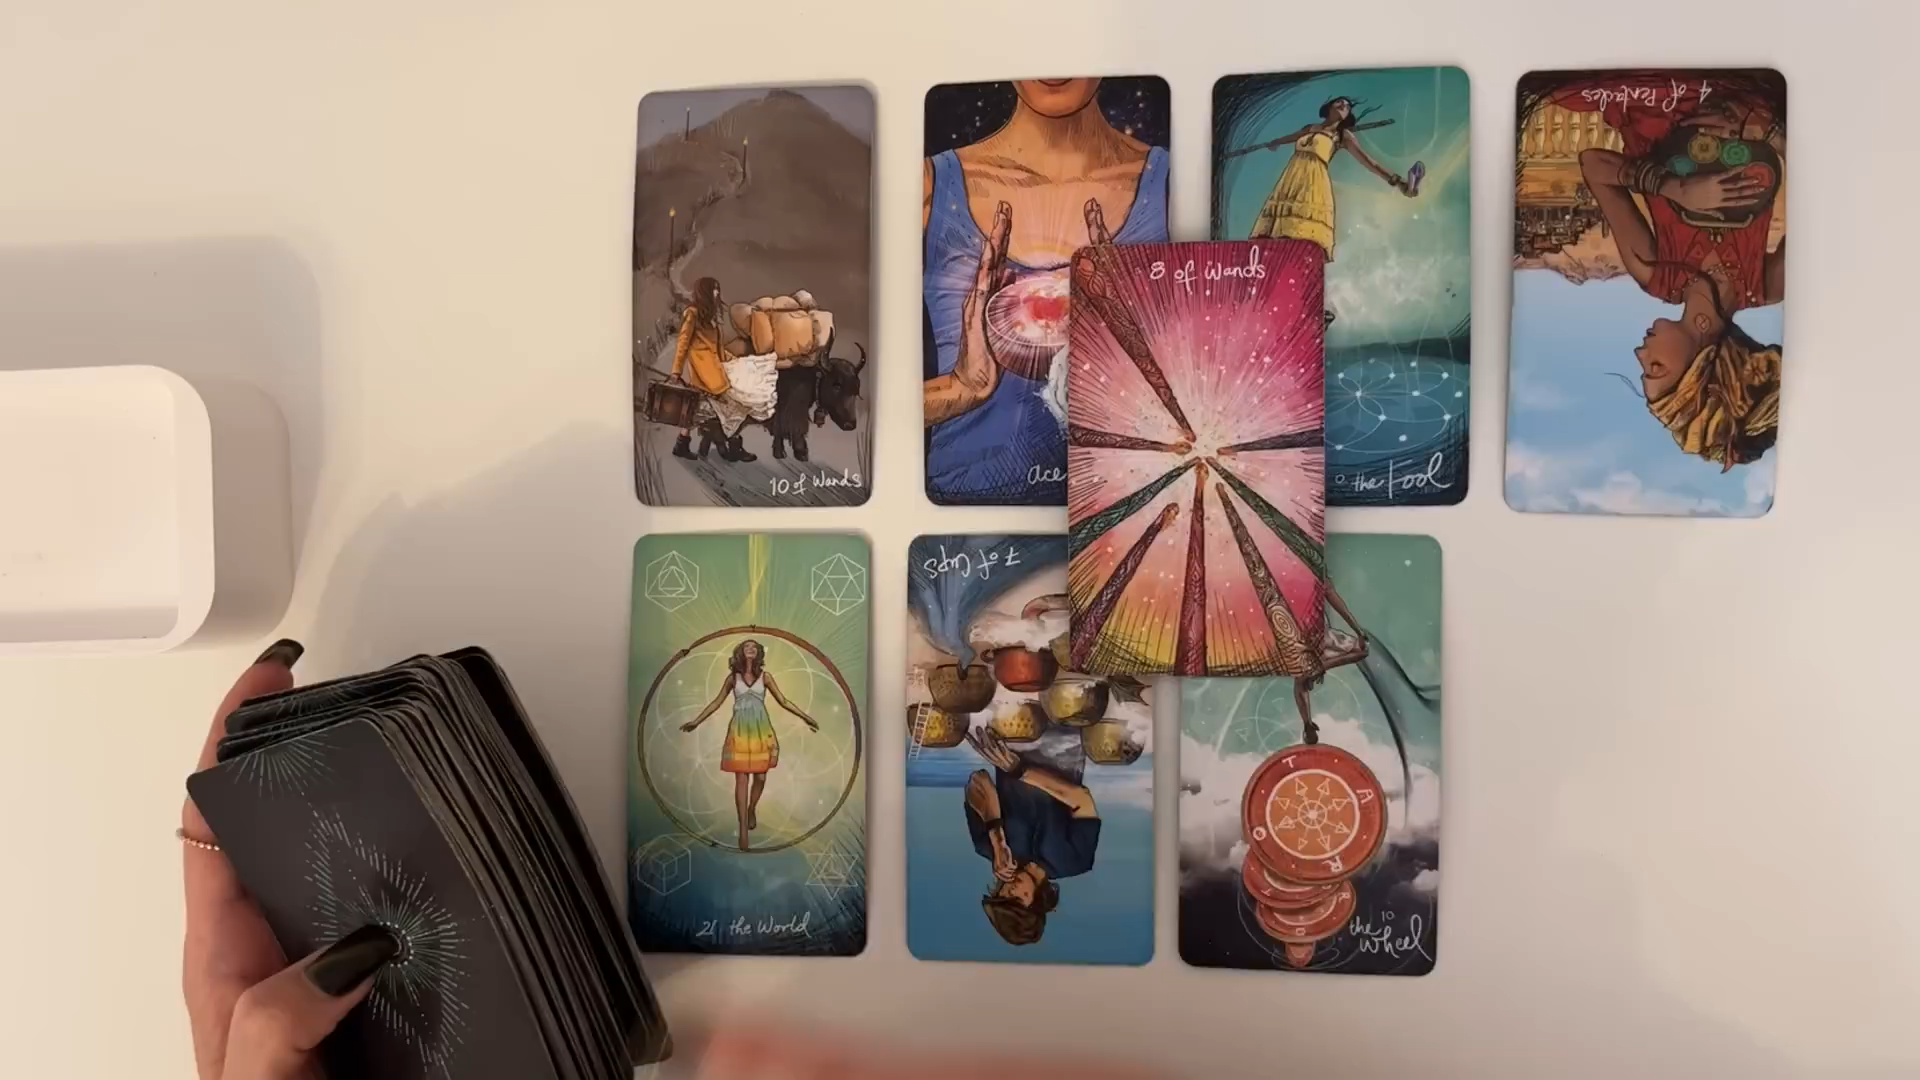 10 of Wands
ace
8 of Wands
0 the Fool
4 of Pentacles
21 the World
7 of Cups
T
A
R
O
10
the
Wheel